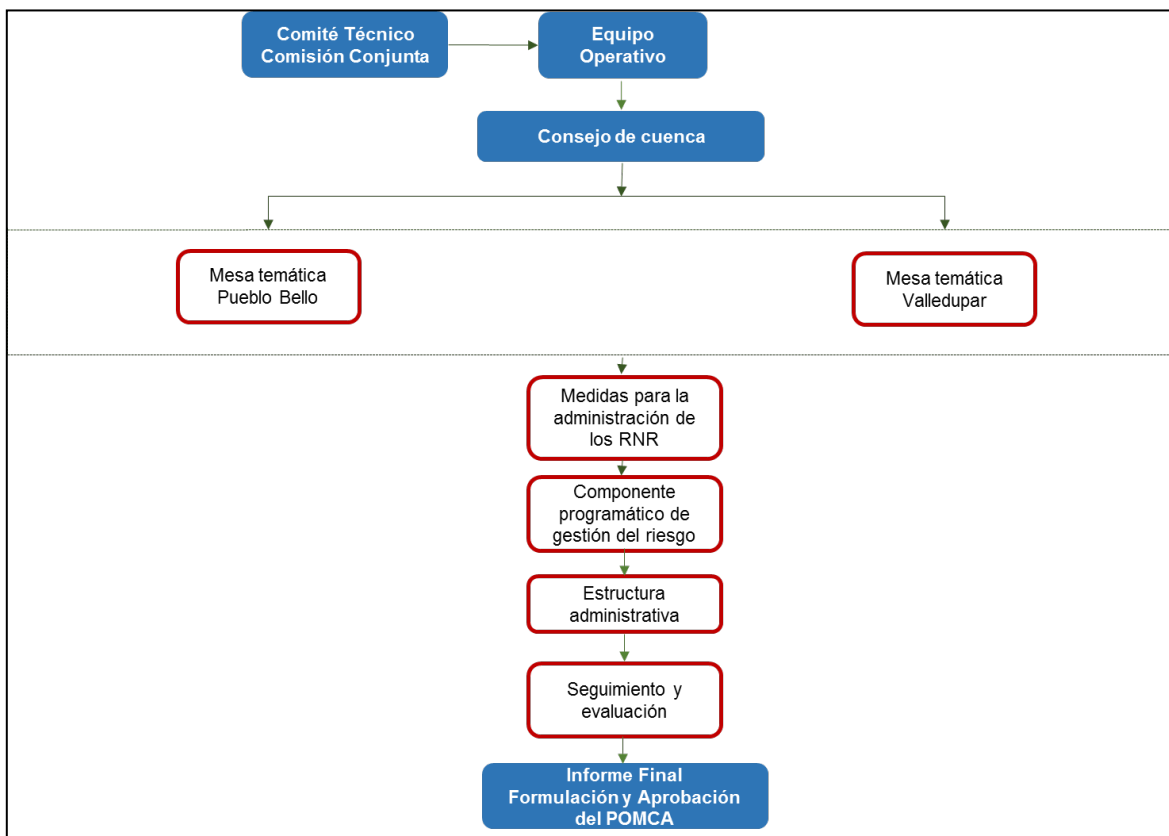 Comité Técnico
Comisión Conjunta
Equipo
Operativo
Consejo de cuenca
Mesa temática
Pueblo Bello
Mesa temática
Valledupar
Medidas para la
administración de
los RNR
Componente
programático de
gestión del riesgo
Estructura
administrativa
Seguimiento y
evaluación
Informe Final
Formulación y Aprobación
del POMCA